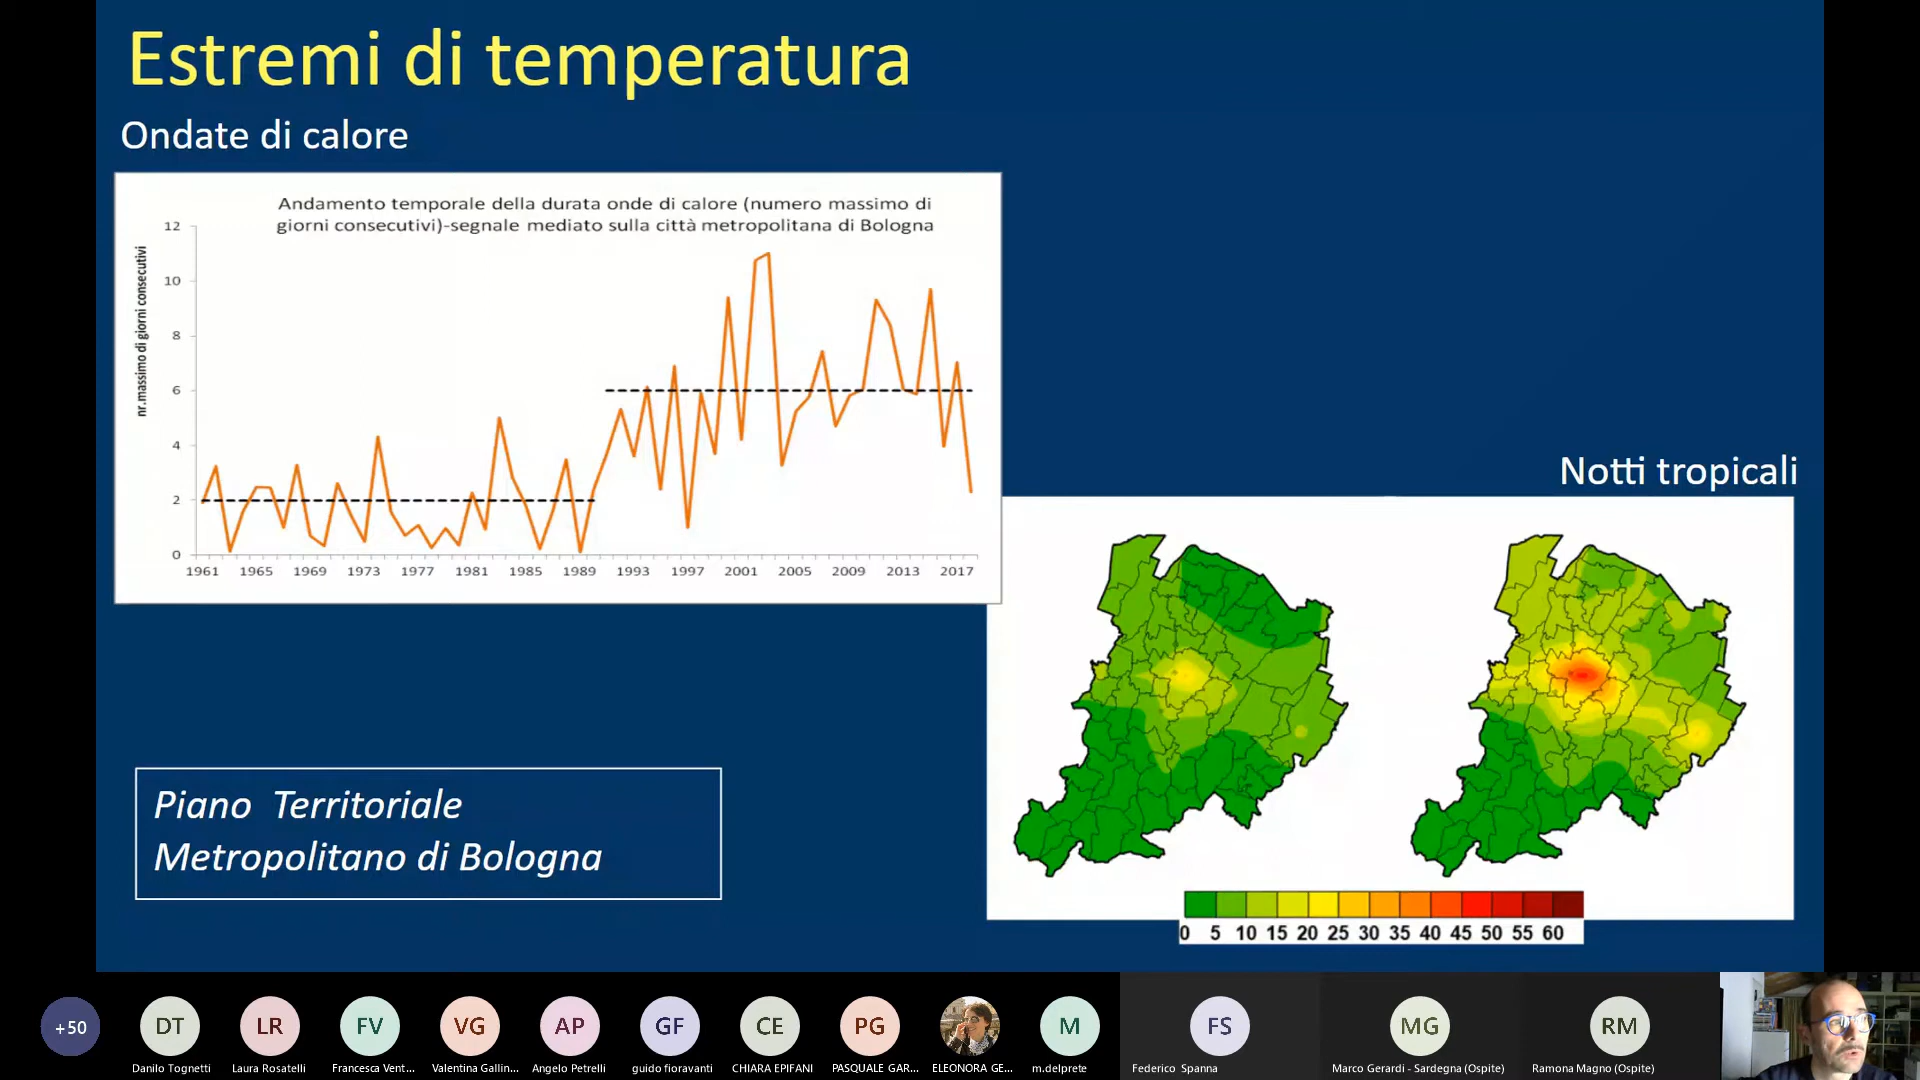 Estremi di temperatura
Ondate di calore
Andamento temporale della durata onde di calore (numero massimo di
giorni consecutivi)-segnale mediato sulla città metropolitana di Bologna
nr.massimo di giorni consecutivi
12
10
8
6
4
2
0
1961 1965 1969 1973 1977 1981 1985 1989 1993 1997 2001 2005 2009 2013 2017
Notti tropicali
Piano Territoriale
Metropolitano di Bologna
0 5 10 15 20 25 30 35 40 45 50 55 60
+50 DT LR FV VG AP GF CE PG M FS MG RM
Danilo Tognetti
Laura Rosatelli
Francesca Vent...
Valentina Gallin...
Angelo Petrelli
guido fioravanti
CHIARA EPIFANI
PASQUALE GAR...
ELEONORA GE...
m.delprete
Federico Spanna
Marco Gerardi - Sardegna (Ospite)
Ramona Magno (Ospite)